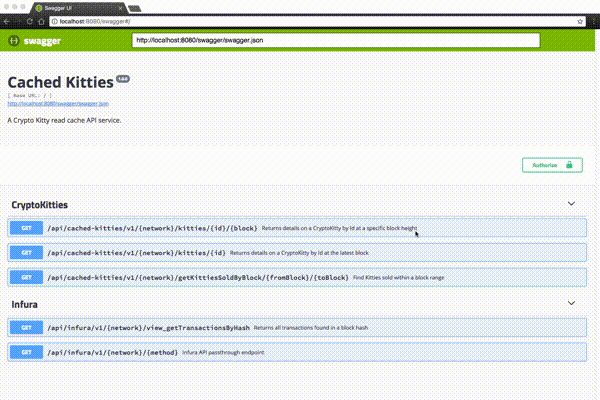 Swagger UI
localhost:8080/swagger#/
swagger
http://localhost:8080/swagger/swagger.json
Cached Kitties
[ Base URL: / ]
http://localhost:8080/swagger/swagger.json
A Crypto Kitty read cache API service.
Authorize
CryptoKitties
GET /api/cached-kitties/v1/{network}/kitties/{id}/{block} Returns details on a CryptoKitty by Id at a specific block height
GET /api/cached-kitties/v1/{network}/kitties/{id} Returns details on a CryptoKitty by Id at the latest block
GET /api/cached-kitties/v1/{network}/getKittiesSoldByBlock/{fromBlock}/{toBlock} Find Kitties sold within a block range
Infura
GET /api/infura/v1/{network}/view_getTransactionsByHash Returns all transactions found in a block hash
GET /api/infura/v1/{network}/{method} Infura API passthrough endpoint